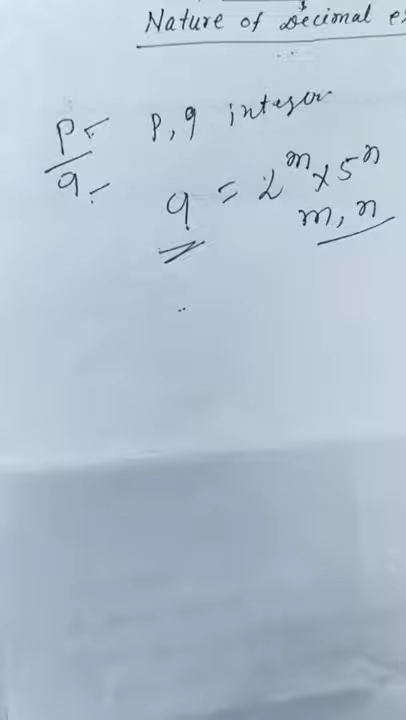 Nature of Decimal
p/q p, q integer
q = 2^m x 5^n
m, n